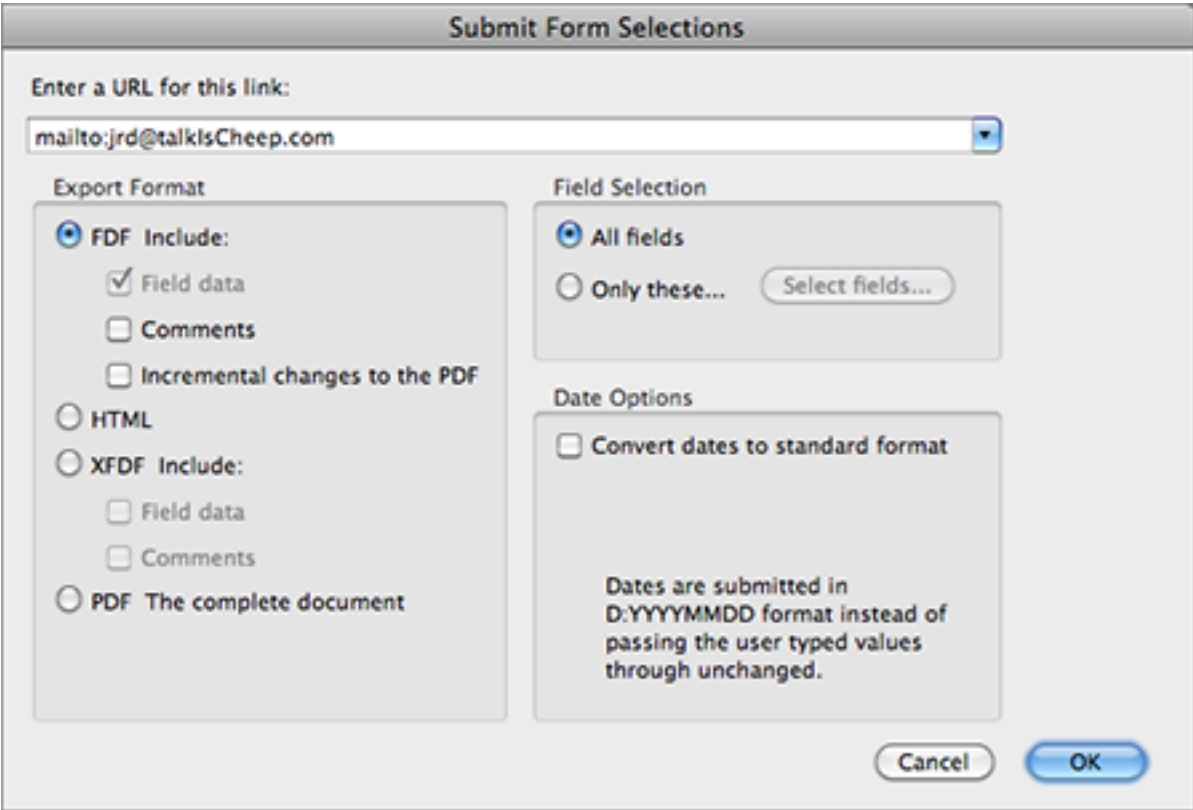 Submit Form Selections
Enter a URL for this link:
mailto:jrd@talkIsCheep.com
Export Format
FDF Include:
Field data
Comments
Incremental changes to the PDF
HTML
XFDF Include:
Field data
Comments
PDF The complete document
Field Selection
All fields
Only these... Select fields...
Date Options
Convert dates to standard format
Dates are submitted in
D:YYYYMMDD format instead of
passing the user typed values
through unchanged.
Cancel OK